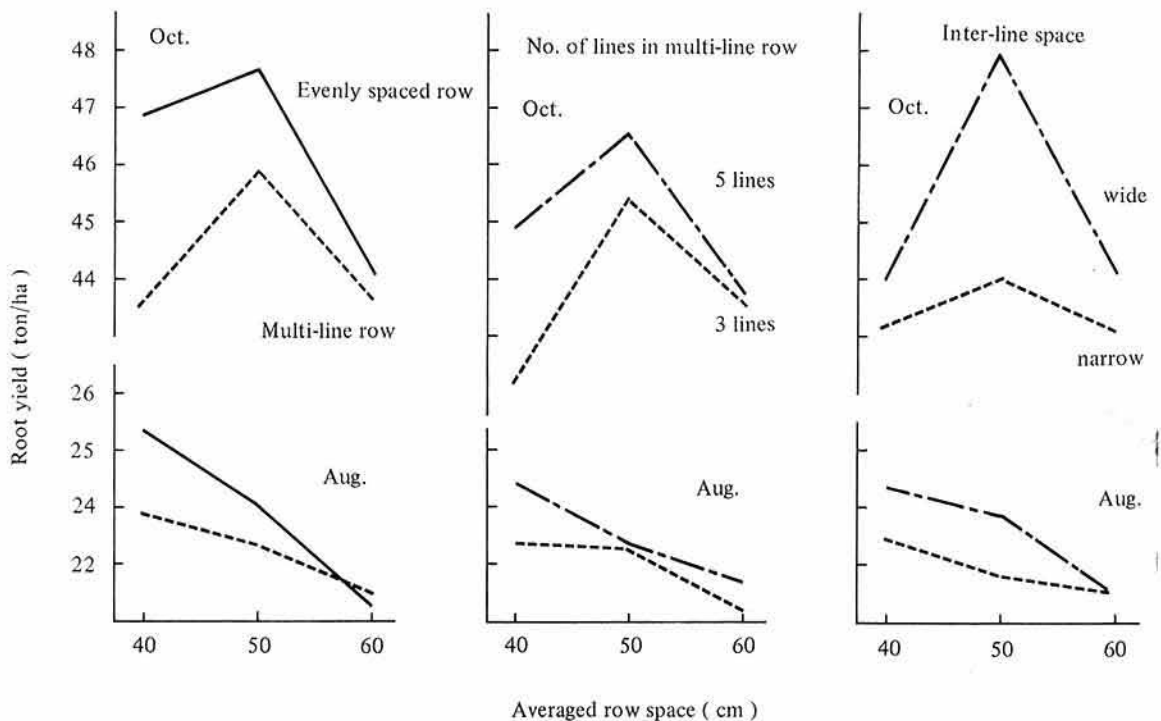 Root yield ( ton/ha )
48
47
46
45
44
26
25
24
22
Oct.
Evenly spaced row
Multi-line row
Aug.
40 50 60
No. of lines in multi-line row
Oct.
5 lines
3 lines
Aug.
40 50 60
Inter-line space
Oct.
wide
narrow
Aug.
40 50 60
Averaged row space ( cm )